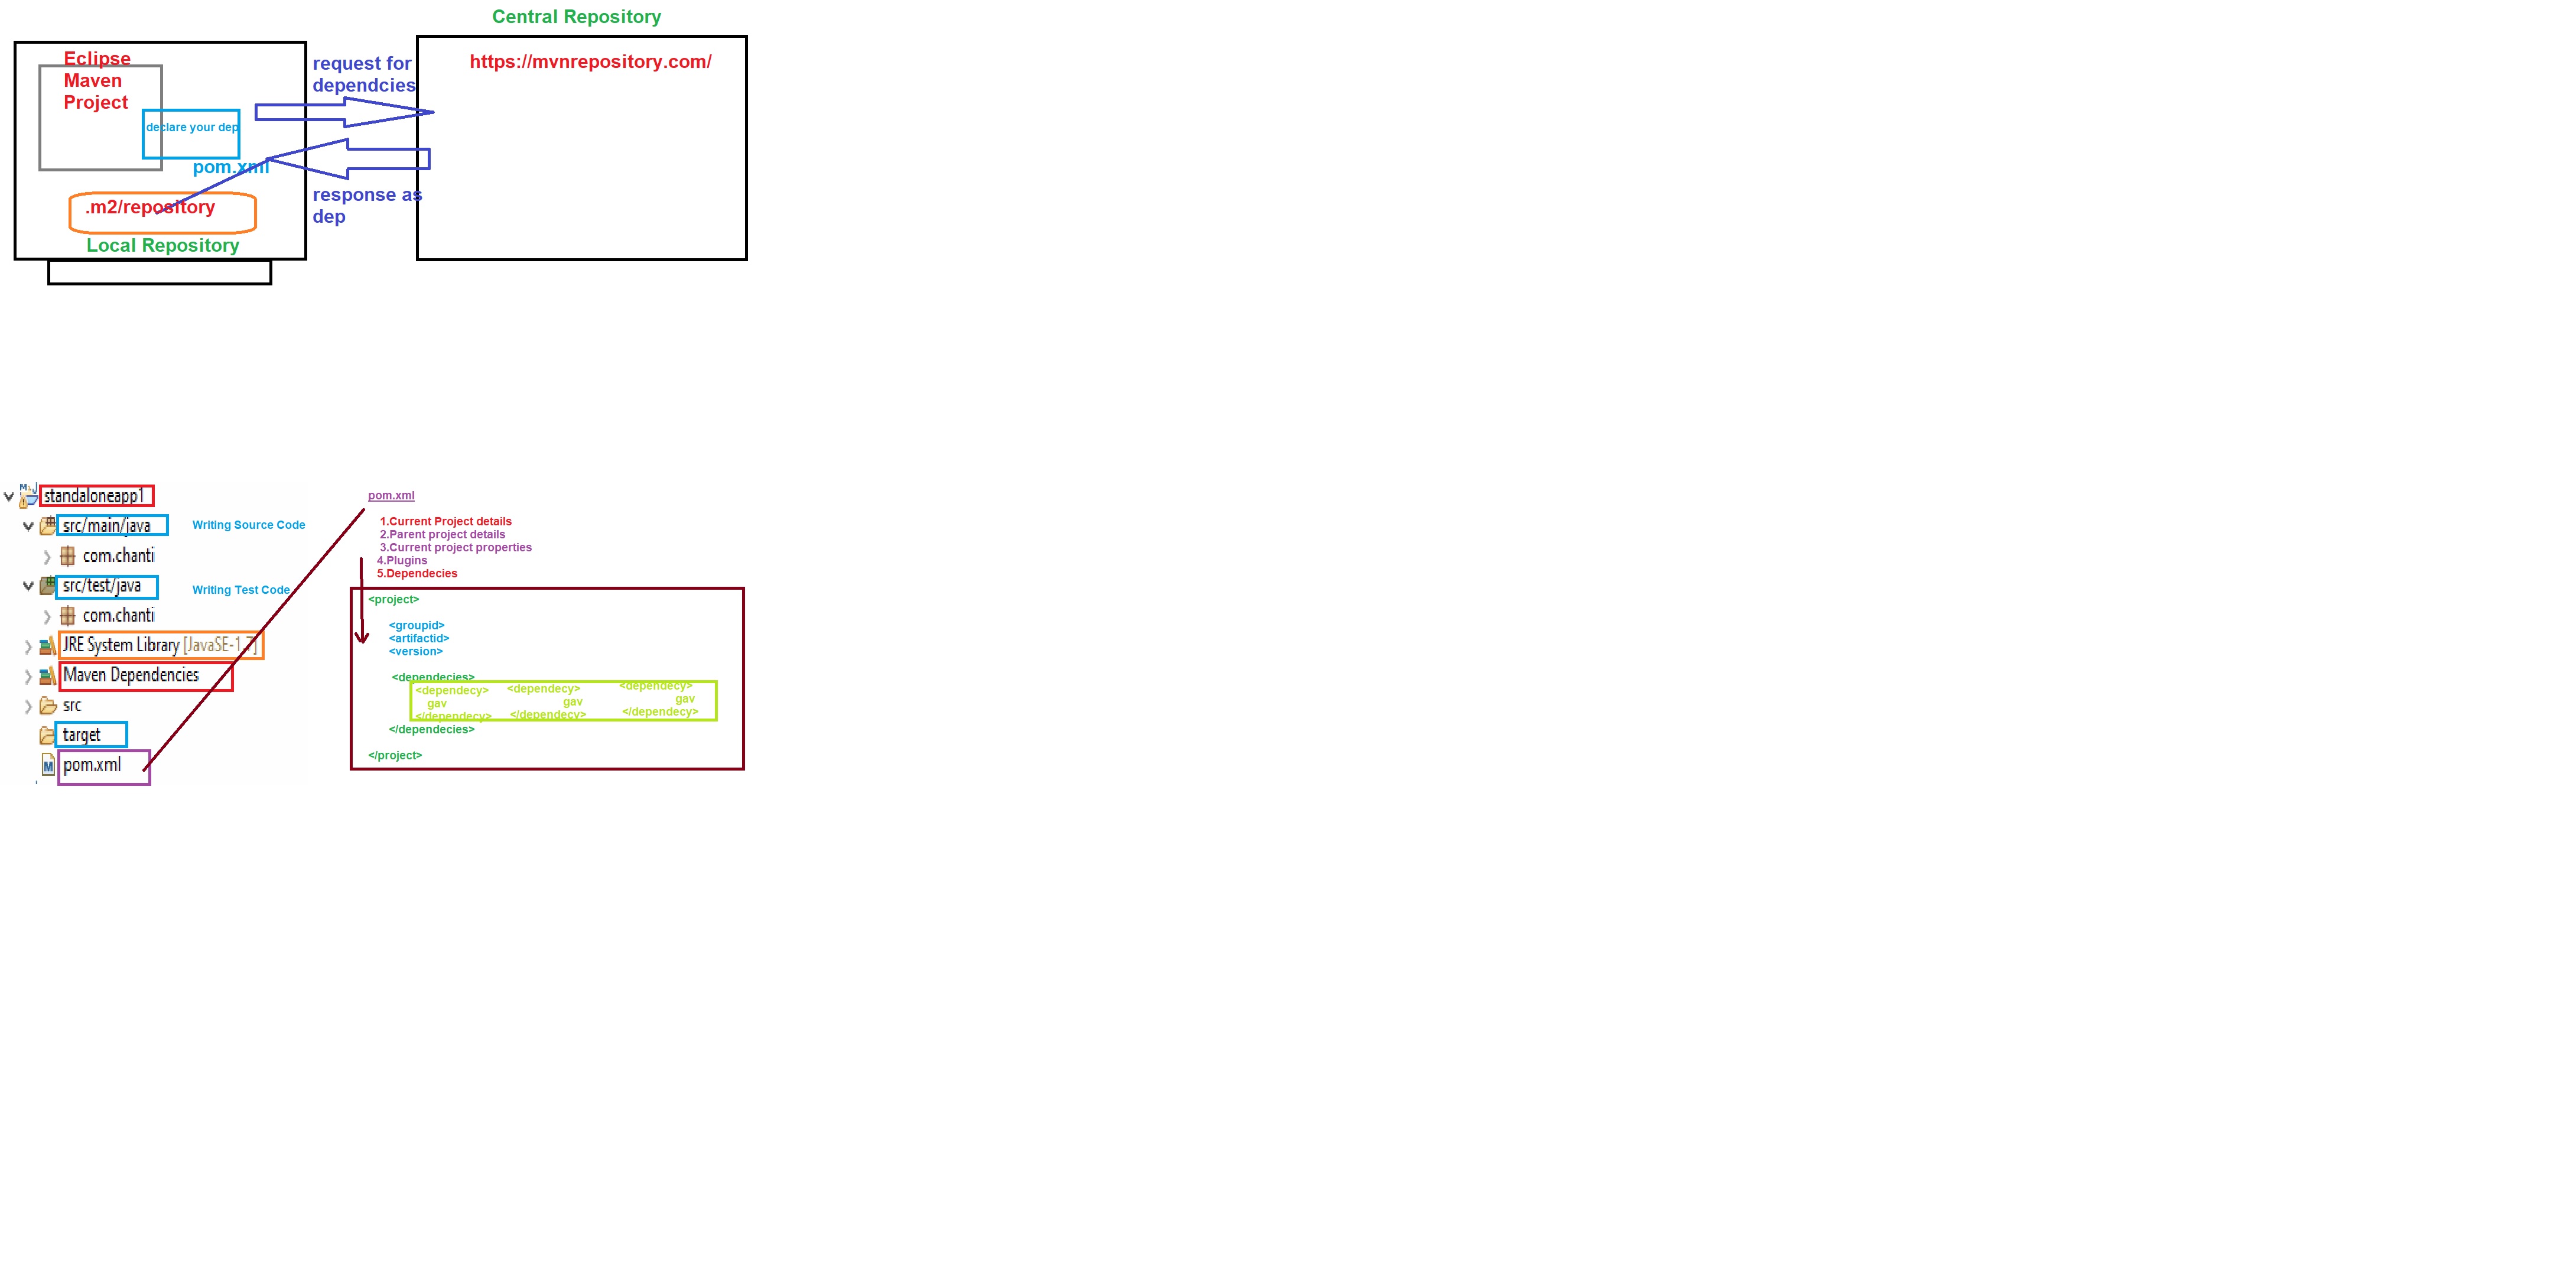 Central Repository
Eclipse
Maven
Project
declare your dep
pom.xml
.m2/repository
Local Repository
request for
dependcies
response as
dep
https://mvnrepository.com/
standaloneapp1
src/main/java
Writing Source Code
com.chanti
src/test/java
Writing Test Code
com.chanti
JRE System Library [JavaSE-1.7]
Maven Dependencies
src
target
pom.xml
pom.xml
1.Current Project details
2.Parent project details
3.Current project properties
4.Plugins
5.Dependecies
<project>
<groupid>
<artifactid>
<version>
<dependecies>
<dependecy> <dependecy> <dependecy>
gav gav gav
</dependecy> </dependecy> </dependecy>
</dependecies>
</project>